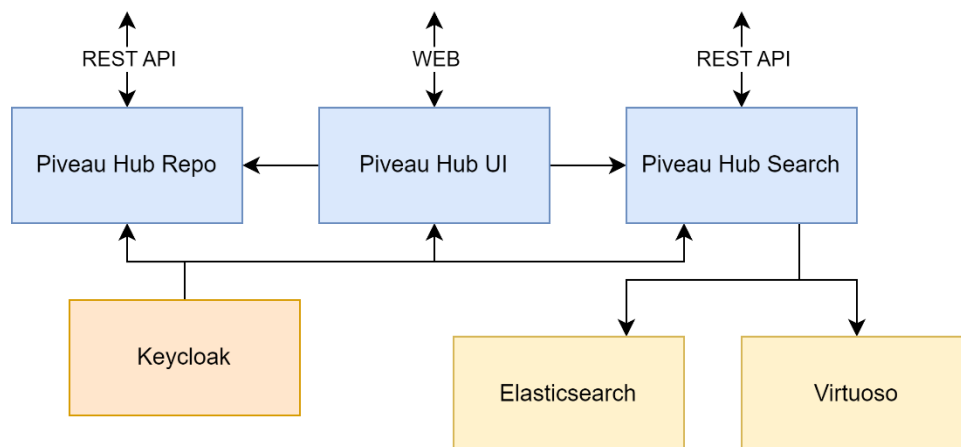 REST API
WEB
REST API
Piveau Hub Repo
Piveau Hub UI
Piveau Hub Search
Keycloak
Elasticsearch
Virtuoso